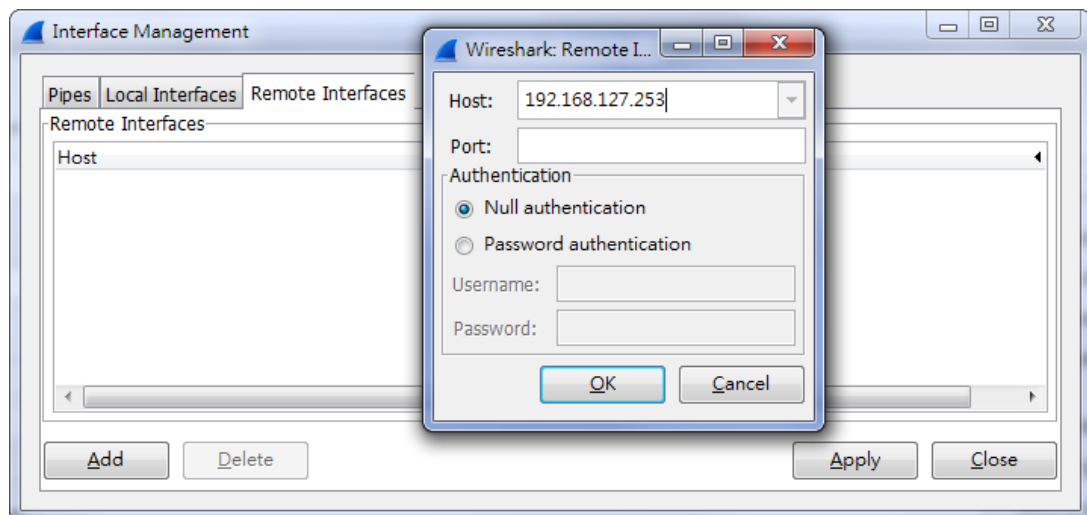 Interface Management
Pipes Local Interfaces Remote Interfaces
Remote Interfaces
Host
Wireshark: Remote I...
Host: 192.168.127.253
Port:
Authentication
Null authentication
Password authentication
Username:
Password:
OK Cancel
Add Delete Apply Close